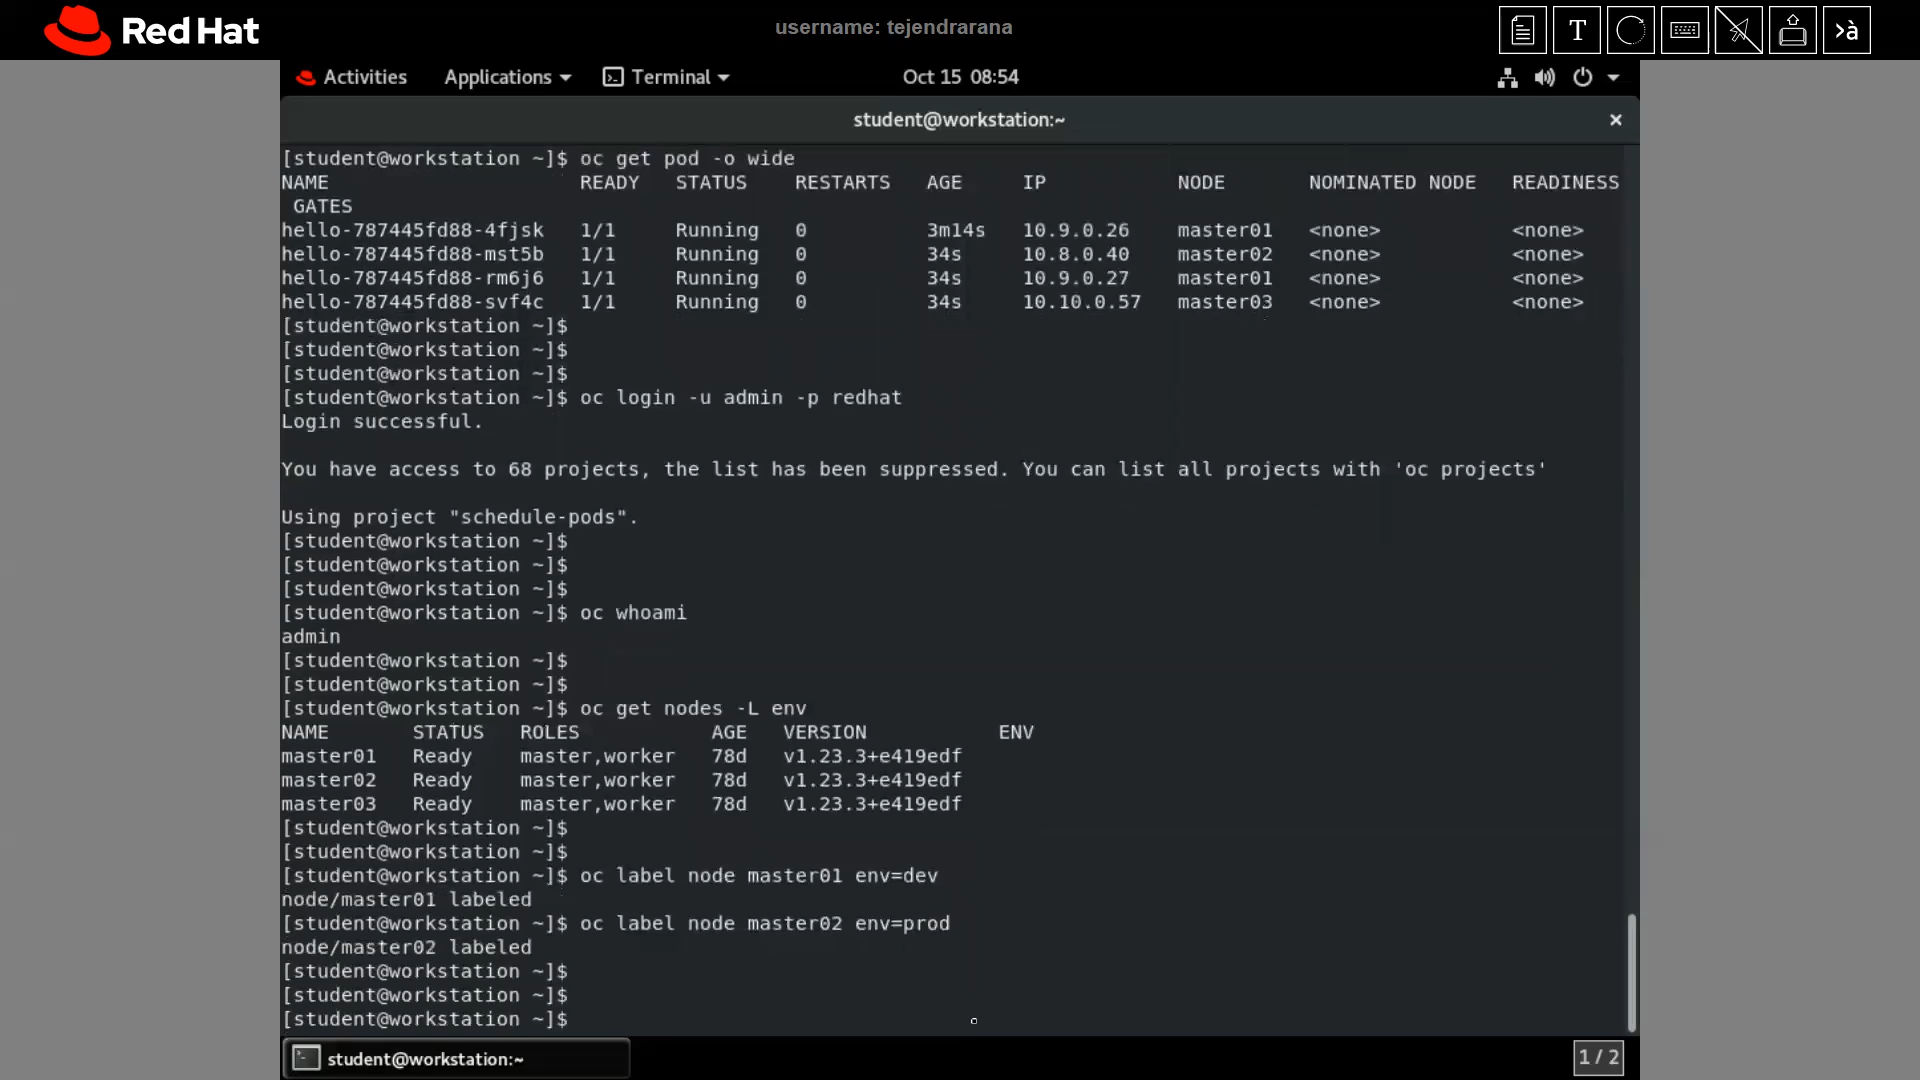 Red Hat
username: tejendrarana
T
>à
Activities Applications Terminal Oct 15 08:54
student@workstation:~ ×
[student@workstation ~]$ oc get pod -o wide
NAME READY STATUS RESTARTS AGE IP NODE NOMINATED NODE READINESS
GATES
hello-787445fd88-4fjsk 1/1 Running 0 3m14s 10.9.0.26 master01 <none> <none>
hello-787445fd88-mst5b 1/1 Running 0 34s 10.8.0.40 master02 <none> <none>
hello-787445fd88-rm6j6 1/1 Running 0 34s 10.9.0.27 master01 <none> <none>
hello-787445fd88-svf4c 1/1 Running 0 34s 10.10.0.57 master03 <none> <none>
[student@workstation ~]$
[student@workstation ~]$
[student@workstation ~]$
[student@workstation ~]$ oc login -u admin -p redhat
Login successful.
You have access to 68 projects, the list has been suppressed. You can list all projects with 'oc projects'
Using project "schedule-pods".
[student@workstation ~]$
[student@workstation ~]$
[student@workstation ~]$
[student@workstation ~]$ oc whoami
admin
[student@workstation ~]$
[student@workstation ~]$
[student@workstation ~]$ oc get nodes -L env
NAME STATUS ROLES AGE VERSION ENV
master01 Ready master,worker 78d v1.23.3+e419edf
master02 Ready master,worker 78d v1.23.3+e419edf
master03 Ready master,worker 78d v1.23.3+e419edf
[student@workstation ~]$
[student@workstation ~]$
[student@workstation ~]$ oc label node master01 env=dev
node/master01 labeled
[student@workstation ~]$ oc label node master02 env=prod
node/master02 labeled
[student@workstation ~]$
[student@workstation ~]$
[student@workstation ~]$
student@workstation:~ 1 / 2